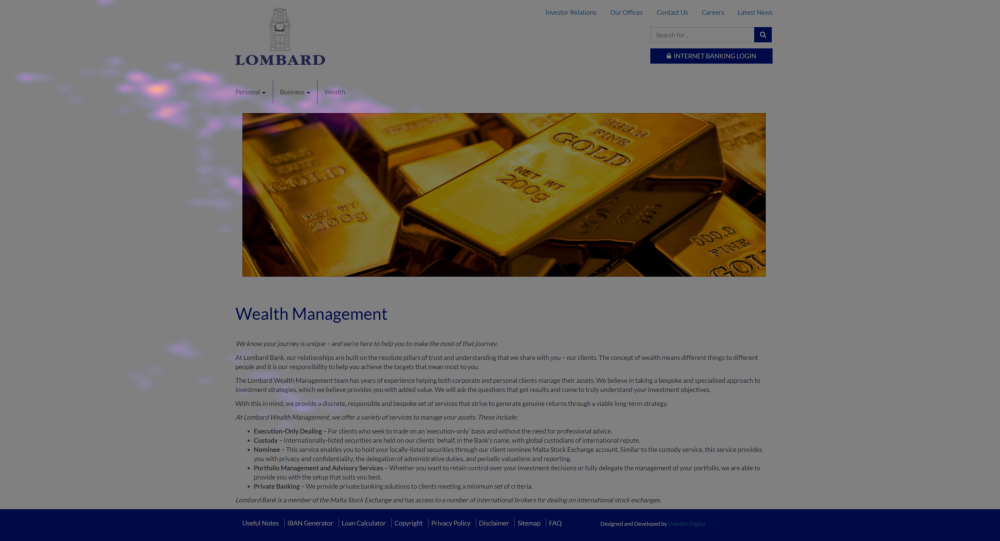 Investor Relations Our Offices Contact Us Careers Latest News
Search for...
LOMBARD
INTERNET BANKING LOGIN
Personal Business Wealth
HIGH
FINE
GOLD
NET WT
200g
NET WT
200g
999.9
FINE
GOLD
Wealth Management
We know your journey is unique – and we're here to help you to make the most of that journey.
At Lombard Bank, our relationships are built on the resolute pillars of trust and understanding that we share with you – our clients. The concept of wealth means different things to different
people and it is our responsibility to help you achieve the targets that mean most to you.
The Lombard Wealth Management team has years of experience helping both corporate and personal clients manage their assets. We believe in taking a bespoke and specialised approach to
investment strategies, which we believe provides you with added value. We will ask the questions that get results and come to truly understand your investment objectives.
With this in mind, we provide a discrete, responsible and bespoke set of services that strive to generate genuine returns through a viable long-term strategy.
At Lombard Wealth Management, we offer a variety of services to manage your assets. These include:
• Execution-Only Dealing – For clients who seek to trade on an 'execution-only' basis and without the need for professional advice.
• Custody – Internationally-listed securities are held on our clients' behalf, in the Bank's name, with global custodians of international repute.
• Nominee – This service enables you to hold your locally-listed securities through our client nominee Malta Stock Exchange account. Similar to the custody service, this service provides
you with privacy and confidentiality, the delegation of administrative duties, and periodic valuations and reporting.
• Portfolio Management and Advisory Services – Whether you want to retain control over your investment decisions or fully delegate the management of your portfolio, we are able to
provide you with the setup that suits you best.
• Private Banking – We provide private banking solutions to clients meeting a minimum set of criteria.
Lombard Bank is a member of the Malta Stock Exchange and has access to a number of international brokers for dealing on international stock exchanges.
Useful Notes IBAN Generator Loan Calculator Copyright Privacy Policy Disclaimer Sitemap FAQ Designed and Developed by